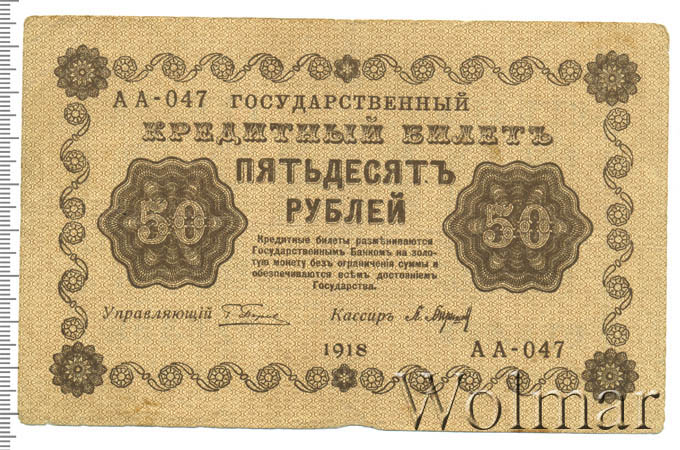 АА-047 ГОСУДАРСТВЕННЫЙ
КРЕДИТНЫЙ БИЛЕТЪ
ПЯТЬДЕСЯТЪ
РУБЛЕЙ
50
50
Кредитные билеты размѣниваются
Государственнымъ Банкомъ на золо-
тую монету безъ ограниченія суммы и
обезпечиваются всѣмъ достояніемъ
Государства.
Управляющій
Кассиръ
1918
АА-047
Wolmar